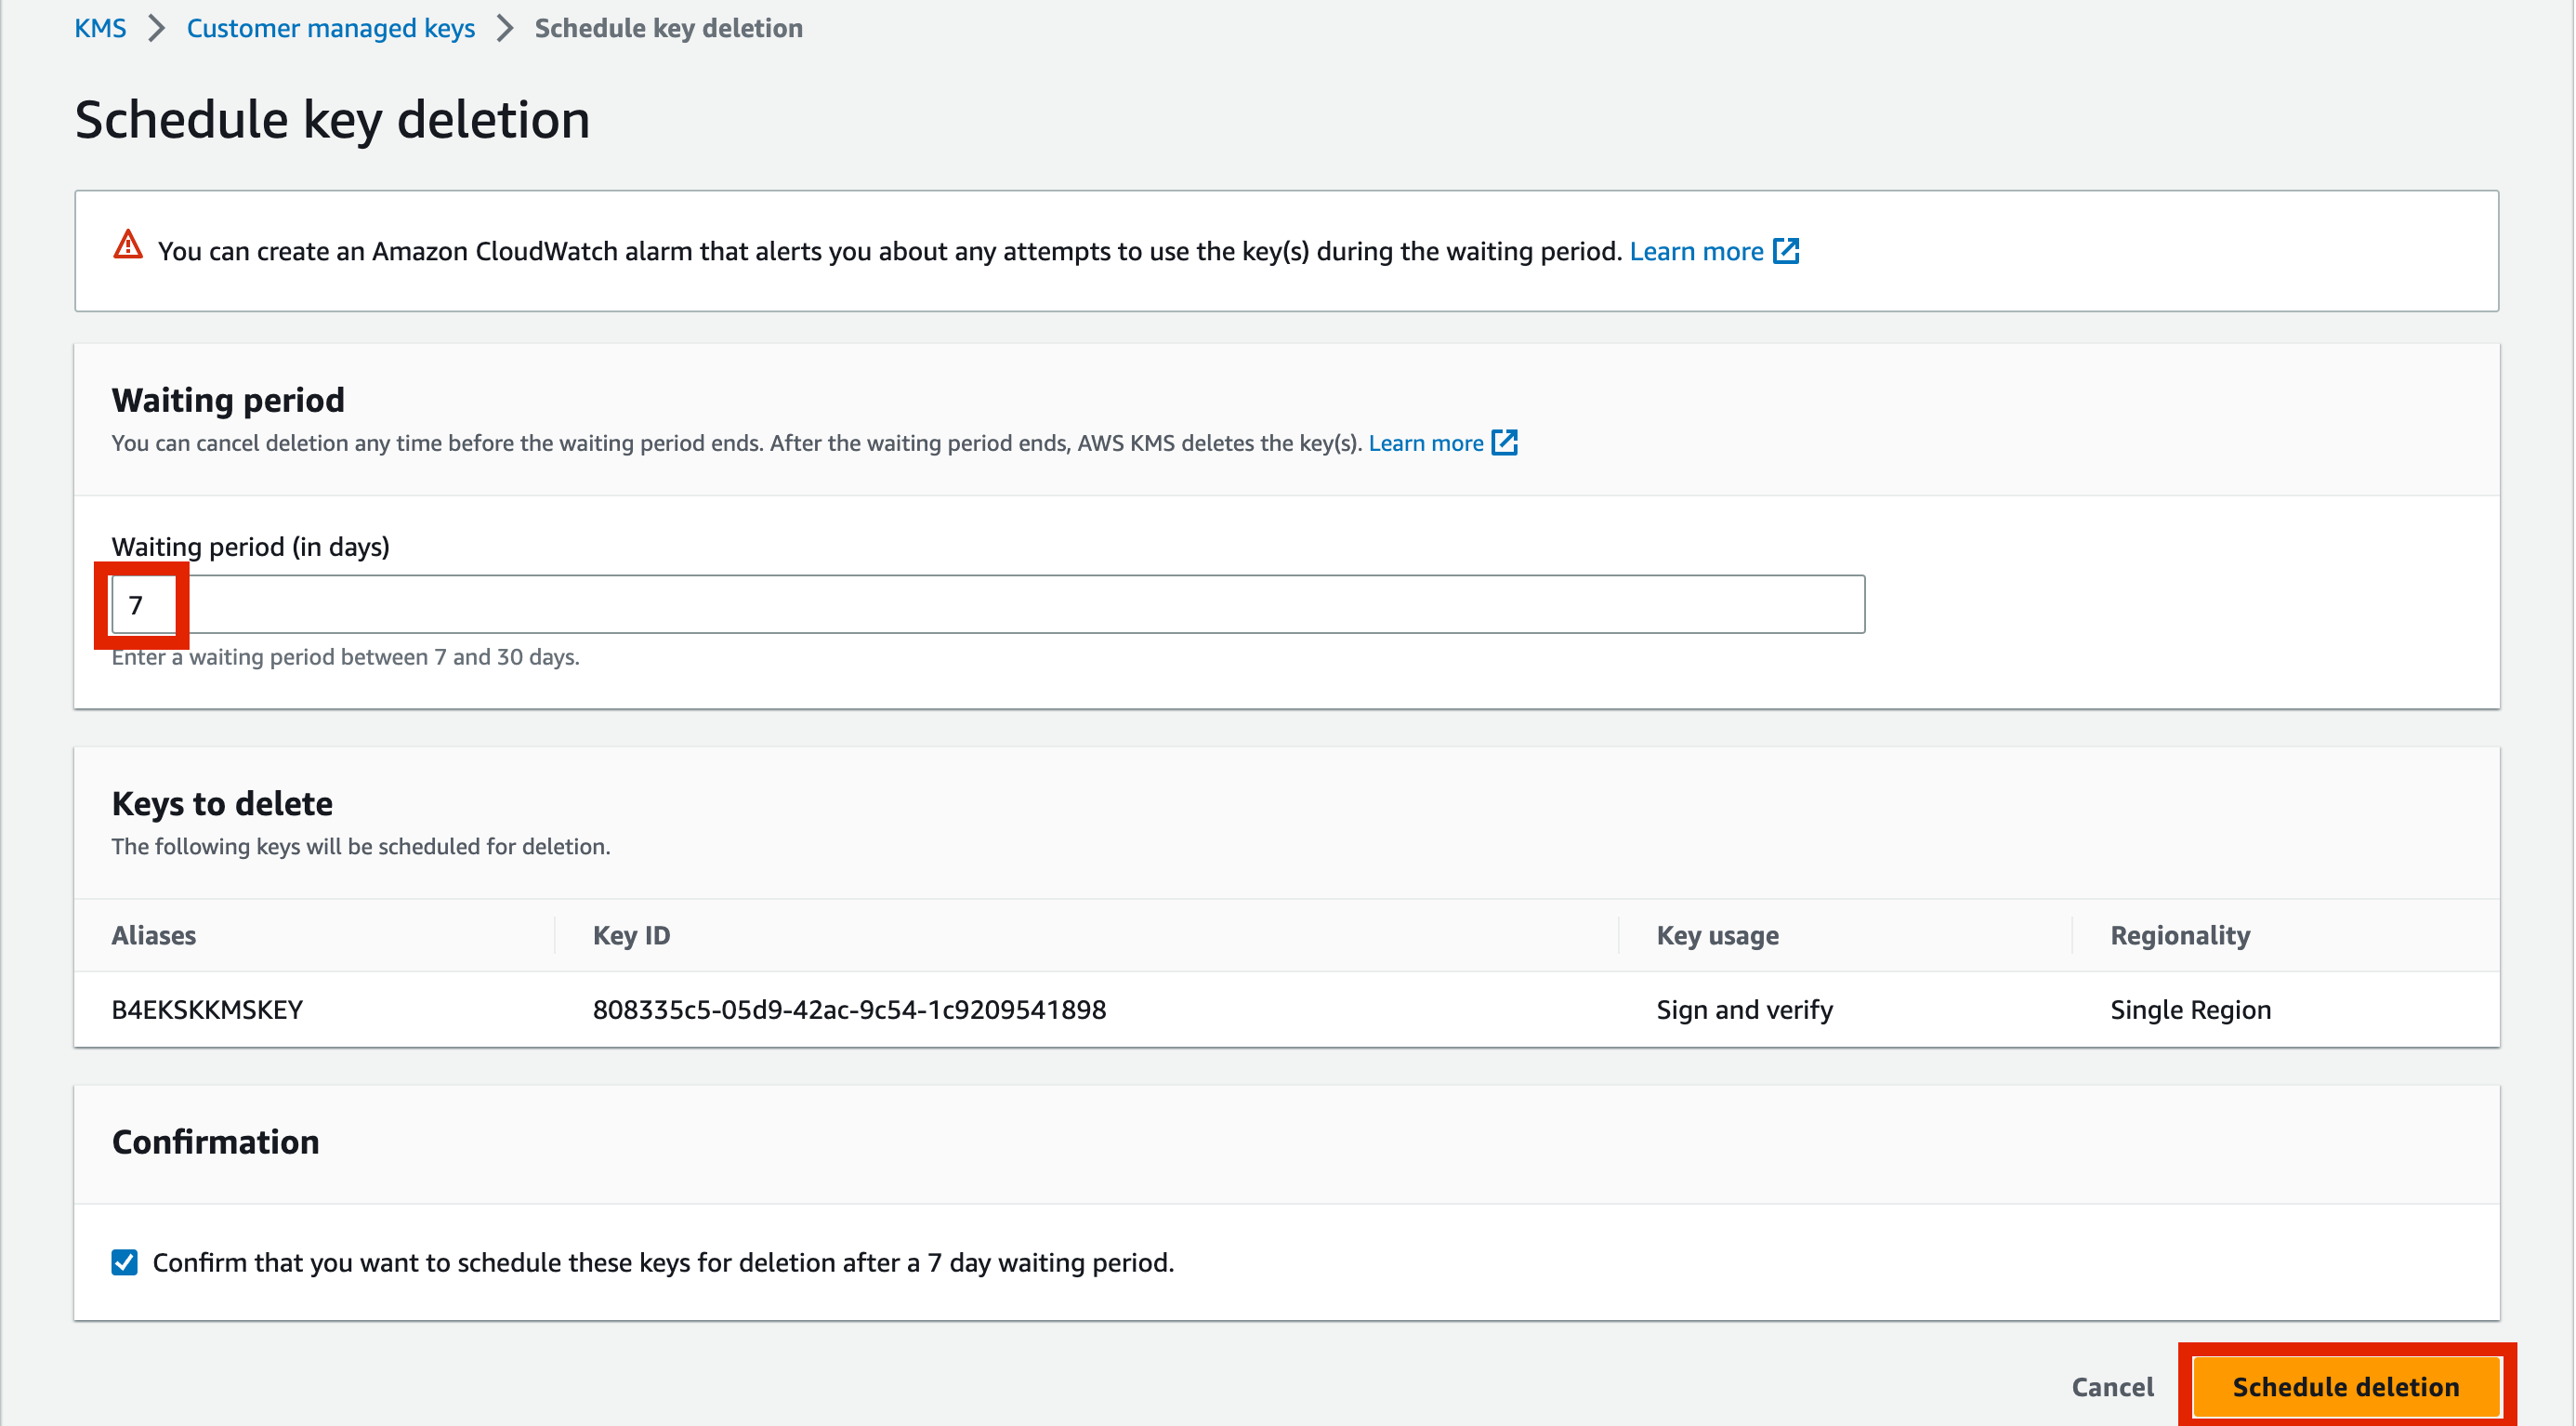 KMS > Customer managed keys > Schedule key deletion
Schedule key deletion
You can create an Amazon CloudWatch alarm that alerts you about any attempts to use the key(s) during the waiting period. Learn more
Waiting period
You can cancel deletion any time before the waiting period ends. After the waiting period ends, AWS KMS deletes the key(s). Learn more
Waiting period (in days)
7
Enter a waiting period between 7 and 30 days.
Keys to delete
The following keys will be scheduled for deletion.
Aliases Key ID Key usage Regionality
B4EKSKKMSKEY 808335c5-05d9-42ac-9c54-1c9209541898 Sign and verify Single Region
Confirmation
Confirm that you want to schedule these keys for deletion after a 7 day waiting period.
Cancel Schedule deletion